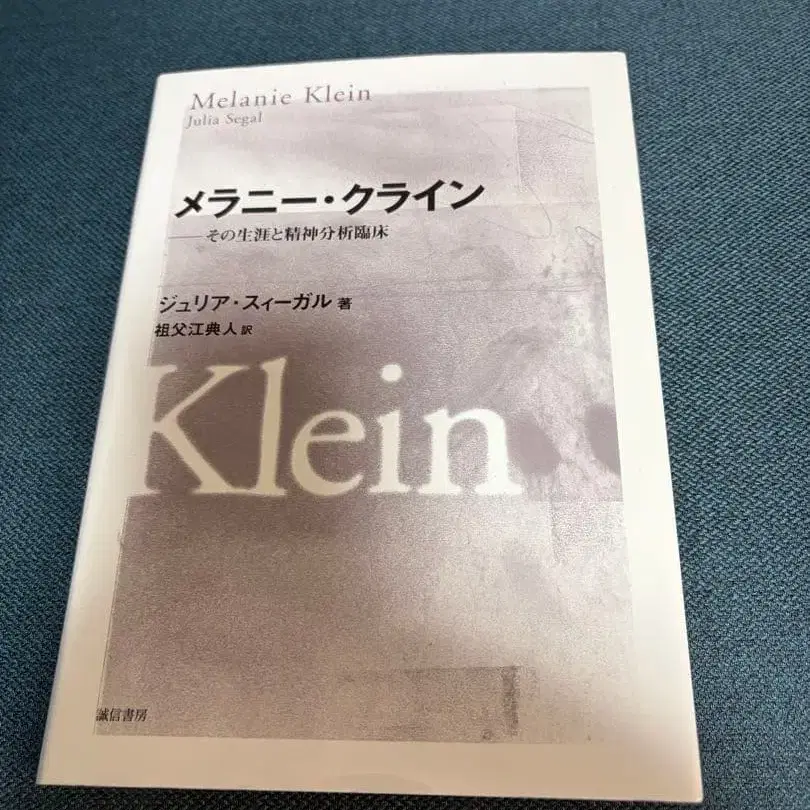 Melanie Klein
Julia Segal
メラニー・クライン
――その生涯と精神分析臨床
ジュリア・スィーガル 著
祖父江典人 訳
Klein
誠信書房